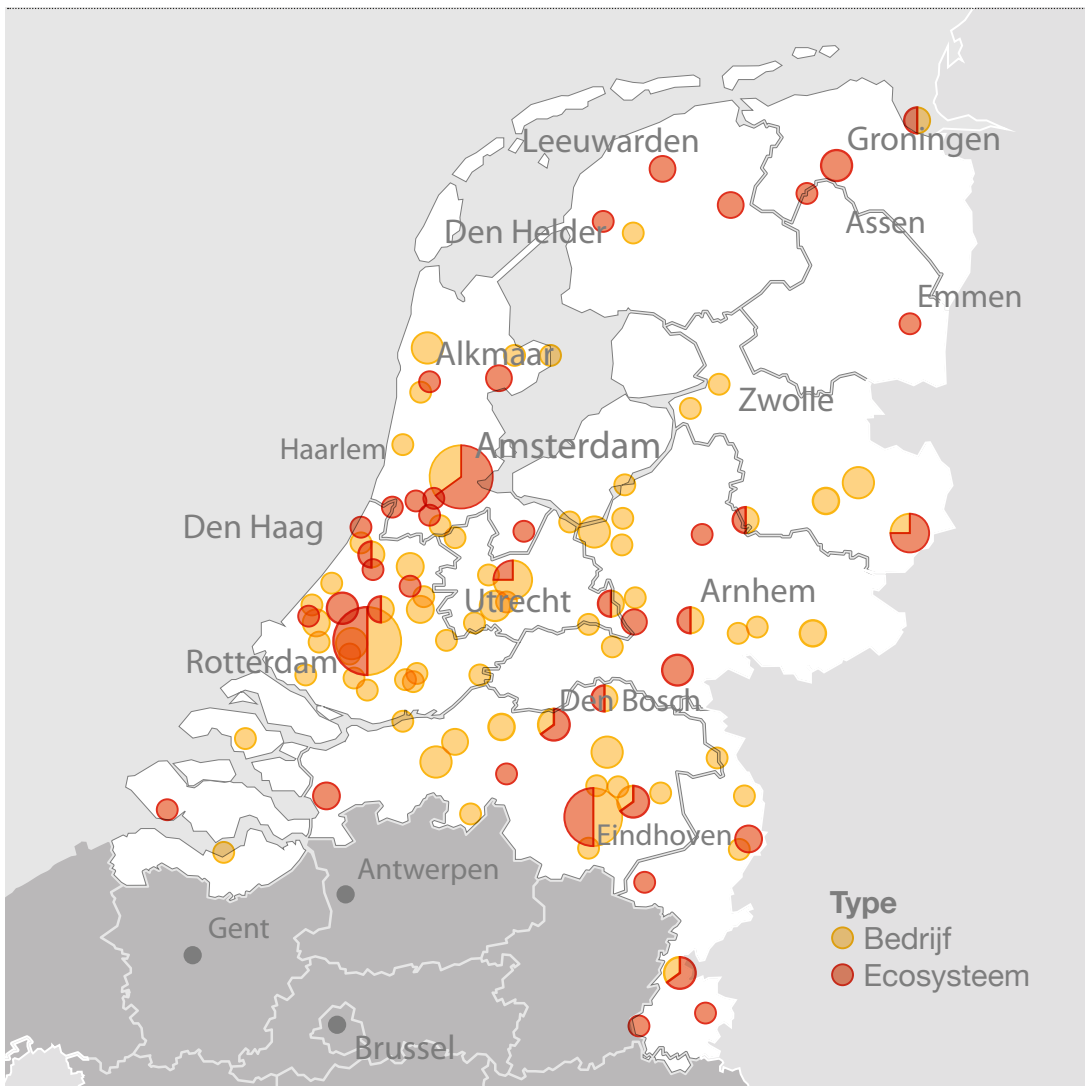 Leeuwarden
Groningen
Assen
Den Helder
Emmen
Alkmaar
Zwolle
Haarlem
Amsterdam
Den Haag
Utrecht
Arnhem
Rotterdam
Den Bosch
Eindhoven
Antwerpen
Gent
Brussel
Type
Bedrijf
Ecosysteem